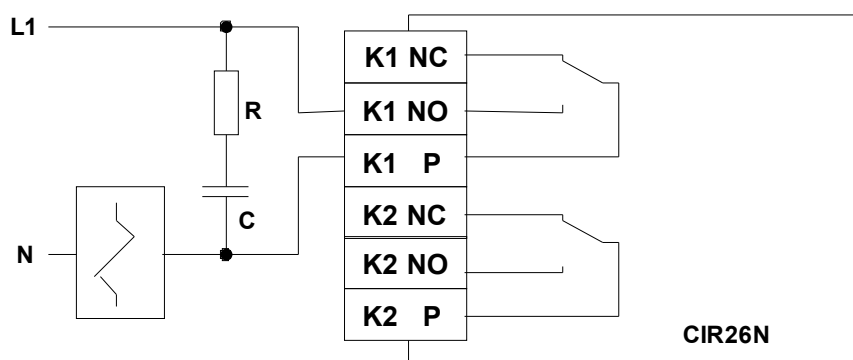 L1
K1 NC
R
K1 NO
K1 P
C
K2 NC
N
K2 NO
K2 P
CIR26N